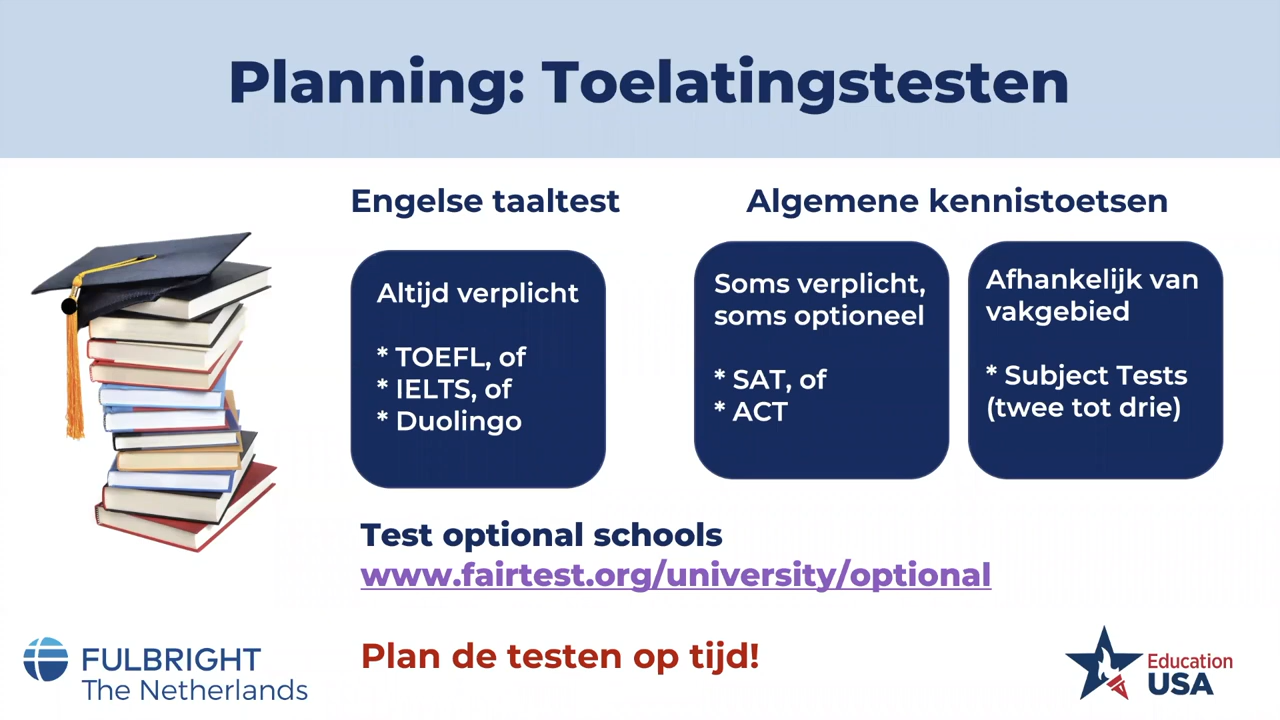 Planning: Toelatingstesten
Engelse taaltest
Altijd verplicht
* TOEFL, of
* IELTS, of
* Duolingo
Algemene kennistoetsen
Soms verplicht,
soms optioneel
* SAT, of
* ACT
Afhankelijk van
vakgebied
* Subject Tests
(twee tot drie)
Test optional schools
www.fairtest.org/university/optional
Plan de testen op tijd!
FULBRIGHT
The Netherlands
Education
USA